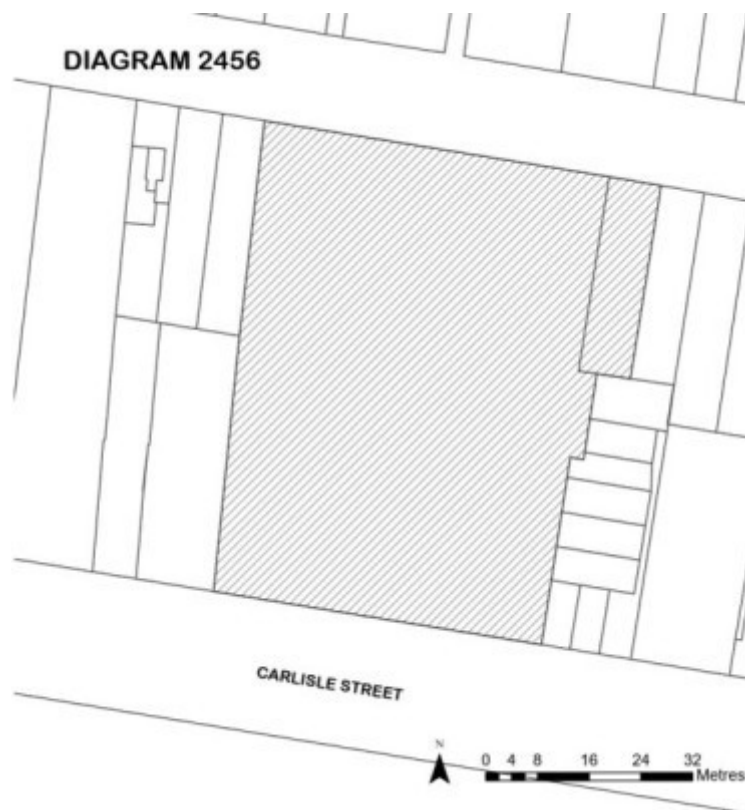 DIAGRAM 2456
CARLISLE STREET
N
0 4 8 16 24 32
Metres